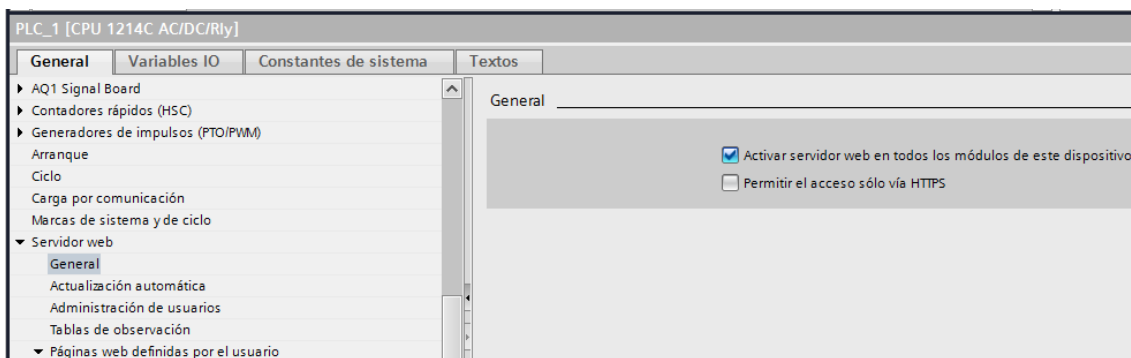 PLC_1 [CPU 1214C AC/DC/Rly]
General Variables IO Constantes de sistema Textos
AQ1 Signal Board
Contadores rápidos (HSC)
Generadores de impulsos (PTO/PWM)
Arranque
Ciclo
Carga por comunicación
Marcas de sistema y de ciclo
Servidor web
General
Actualización automática
Administración de usuarios
Tablas de observación
Páginas web definidas por el usuario
General
Activar servidor web en todos los módulos de este dispositivo
Permitir el acceso sólo vía HTTPS